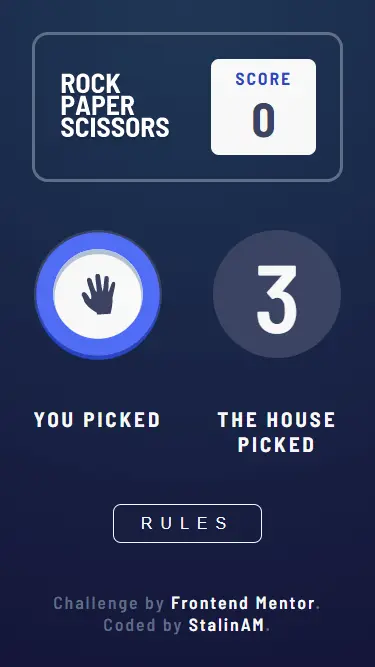 ROCK
PAPER
SCISSORS
SCORE
0
3
YOU PICKED
THE HOUSE
PICKED
RULES
Challenge by Frontend Mentor.
Coded by StalinAM.